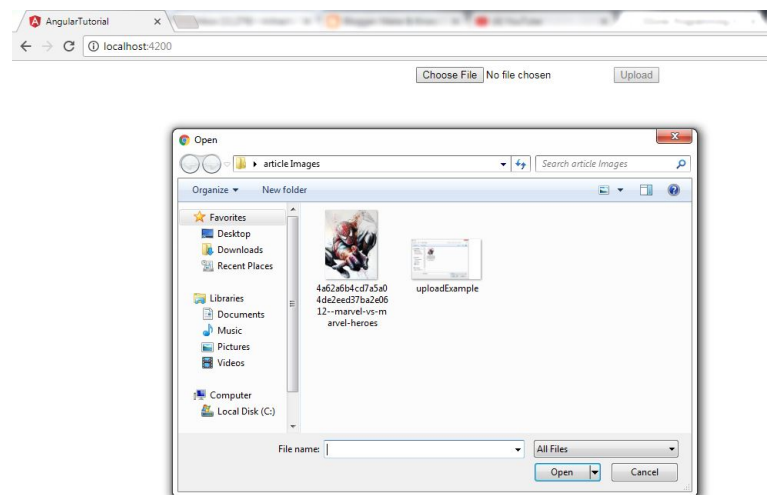 AngularTutorial
localhost:4200
Choose File No file chosen Upload
Open
article Images
Search article Images
Organize New folder
Favorites
Desktop
Downloads
Recent Places
Libraries
Documents
Music
Pictures
Videos
Computer
Local Disk (C:)
4a62a6b4cd7a5a0
4de2eed37ba2e06
12--marvel-vs-m
arvel-heroes
uploadExample
File name:
All Files
Open Cancel